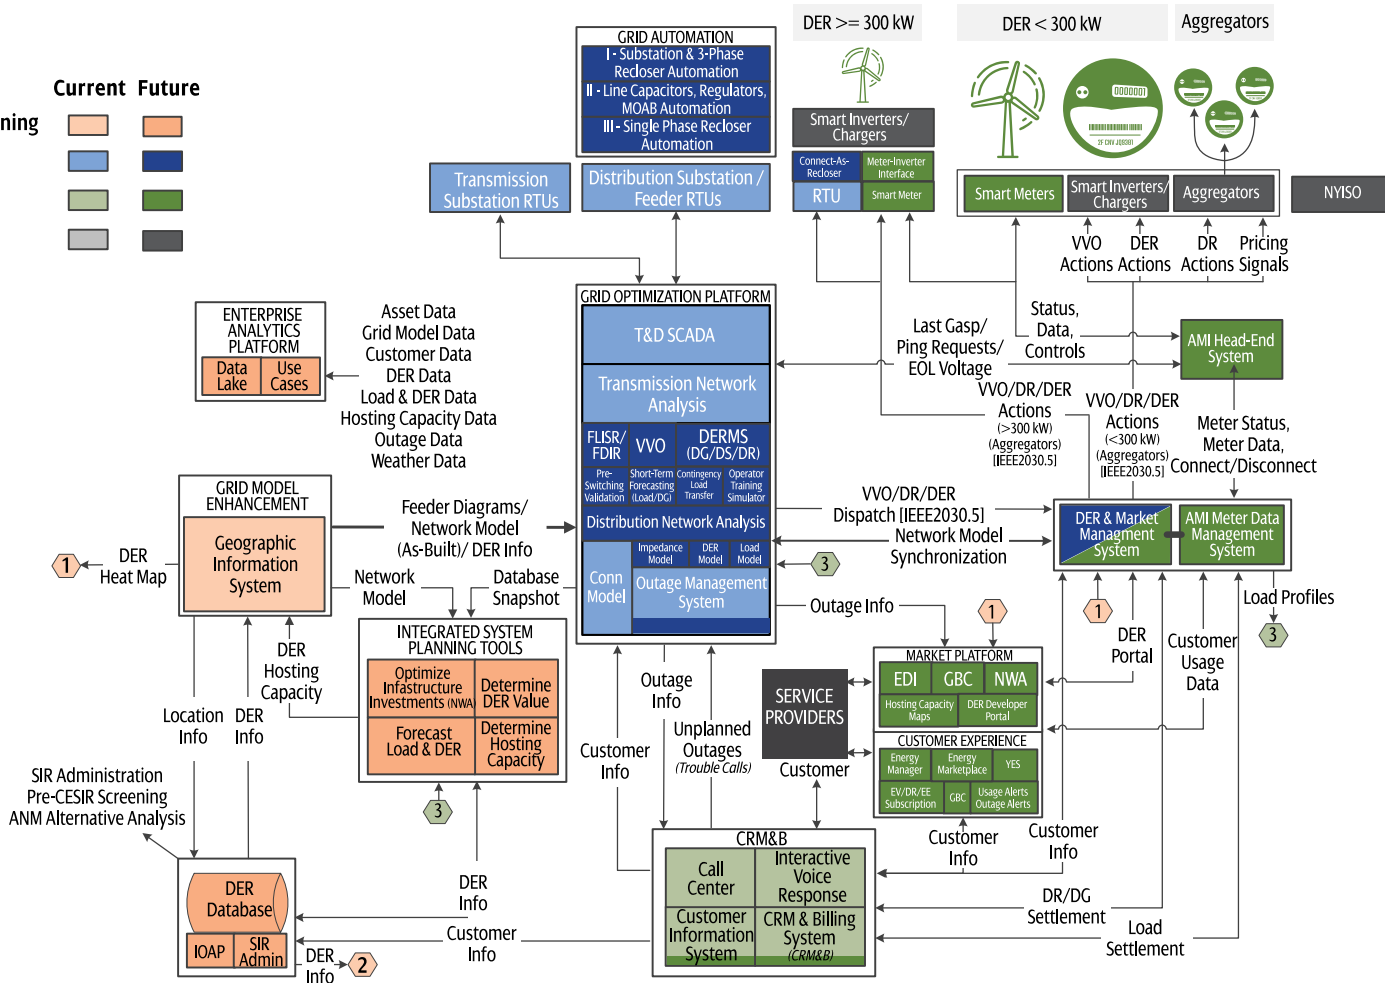 DER >= 300 kW
DER < 300 kW
Aggregators
GRID AUTOMATION
I - Substation & 3-Phase
Recloser Automation
II - Line Capacitors, Regulators,
MOAB Automation
III - Single Phase Recloser
Automation
Current Future
ning
0000001
2F CNV JQ9381
Smart Inverters/
Chargers
Connect-As-
Recloser
Meter-Inverter
Interface
RTU
Smart Meter
Transmission
Substation RTUs
Distribution Substation /
Feeder RTUs
Smart Meters
Smart Inverters/
Chargers
Aggregators
NYISO
VVO
Actions
DER
Actions
DR
Actions
Pricing
Signals
GRID OPTIMIZATION PLATFORM
T&D SCADA
Transmission Network
Analysis
FLISR/
FDIR
VVO
DERMS
(DG/DS/DR)
Pre-
Switching
Validation
Short-Term
Forecasting
(Load/DG)
Contingency
Load
Transfer
Operator
Training
Simulator
Distribution Network Analysis
Impedance
Model
DER
Model
Load
Model
Conn
Model
Outage Management
System
ENTERPRISE
ANALYTICS
PLATFORM
Data
Lake
Use
Cases
Asset Data
Grid Model Data
Customer Data
DER Data
Load & DER Data
Hosting Capacity Data
Outage Data
Weather Data
Last Gasp/
Ping Requests/
EOL Voltage
Status,
Data,
Controls
AMI Head-End
System
VVO/DR/DER
Actions
(>300 kW)
(Aggregators)
[IEEE2030.5]
VVO/DR/DER
Actions
(<300 kW)
(Aggregators)
[IEEE2030.5]
Meter Status,
Meter Data,
Connect/Disconnect
GRID MODEL
ENHANCEMENT
Geographic
Information
System
Feeder Diagrams/
Network Model
(As-Built)/ DER Info
VVO/DR/DER
Dispatch [IEEE2030.5]
Network Model
Synchronization
DER & Market
Managment
System
AMI Meter Data
Management
System
1
DER
Heat Map
Network
Model
Database
Snapshot
3
Outage Info
1
1
Load Profiles
3
DER
Portal
Customer
Usage
Data
INTEGRATED SYSTEM
PLANNING TOOLS
Optimize
Infastructure
Investments (NWA)
Determine
DER Value
Forecast
Load & DER
Determine
Hosting
Capacity
3
DER
Hosting
Capacity
Location
Info
DER
Info
Outage
Info
Unplanned
Outages
(Trouble Calls)
Customer
Info
SERVICE
PROVIDERS
MARKET PLATFORM
EDI
GBC
NWA
Hosting Capacity
Maps
DER Developer
Portal
CUSTOMER EXPERIENCE
Energy
Manager
Energy
Marketplace
YES
EV/DR/EE
Subscription
GBC
Usage Alerts
Outage Alerts
Customer
SIR Administration
Pre-CESIR Screening
ANM Alternative Analysis
Customer
Info
Customer
Info
CRM&B
Call
Center
Interactive
Voice
Response
Customer
Information
System
CRM & Billing
System
(CRM&B)
DER
Database
IOAP
SIR
Admin
DER
Info
Customer
Info
DER
Info
2
DR/DG
Settlement
Load
Settlement